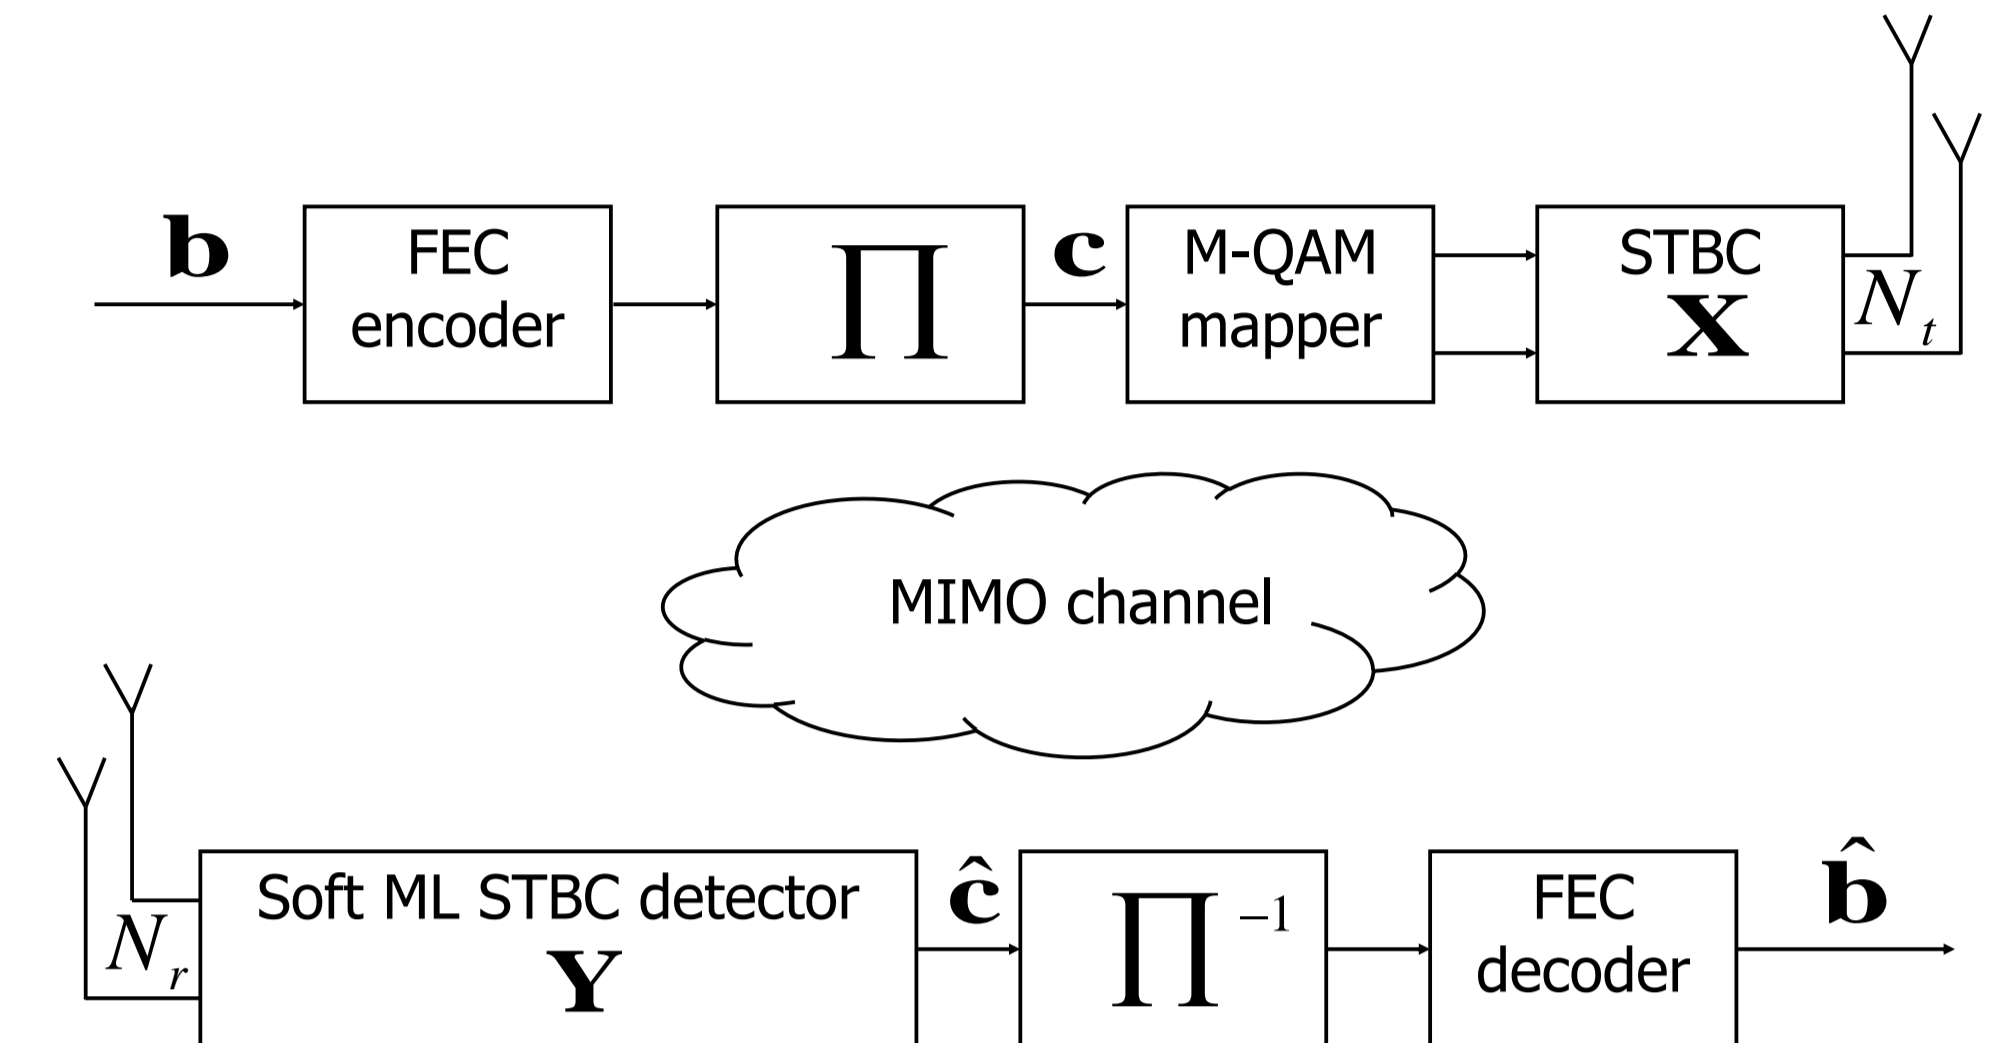 b
FEC
encoder
∏
c
M-QAM
mapper
STBC
X
N_t
MIMO channel
N_r
Soft ML STBC detector
Y
ĉ
∏⁻¹
FEC
decoder
b̂